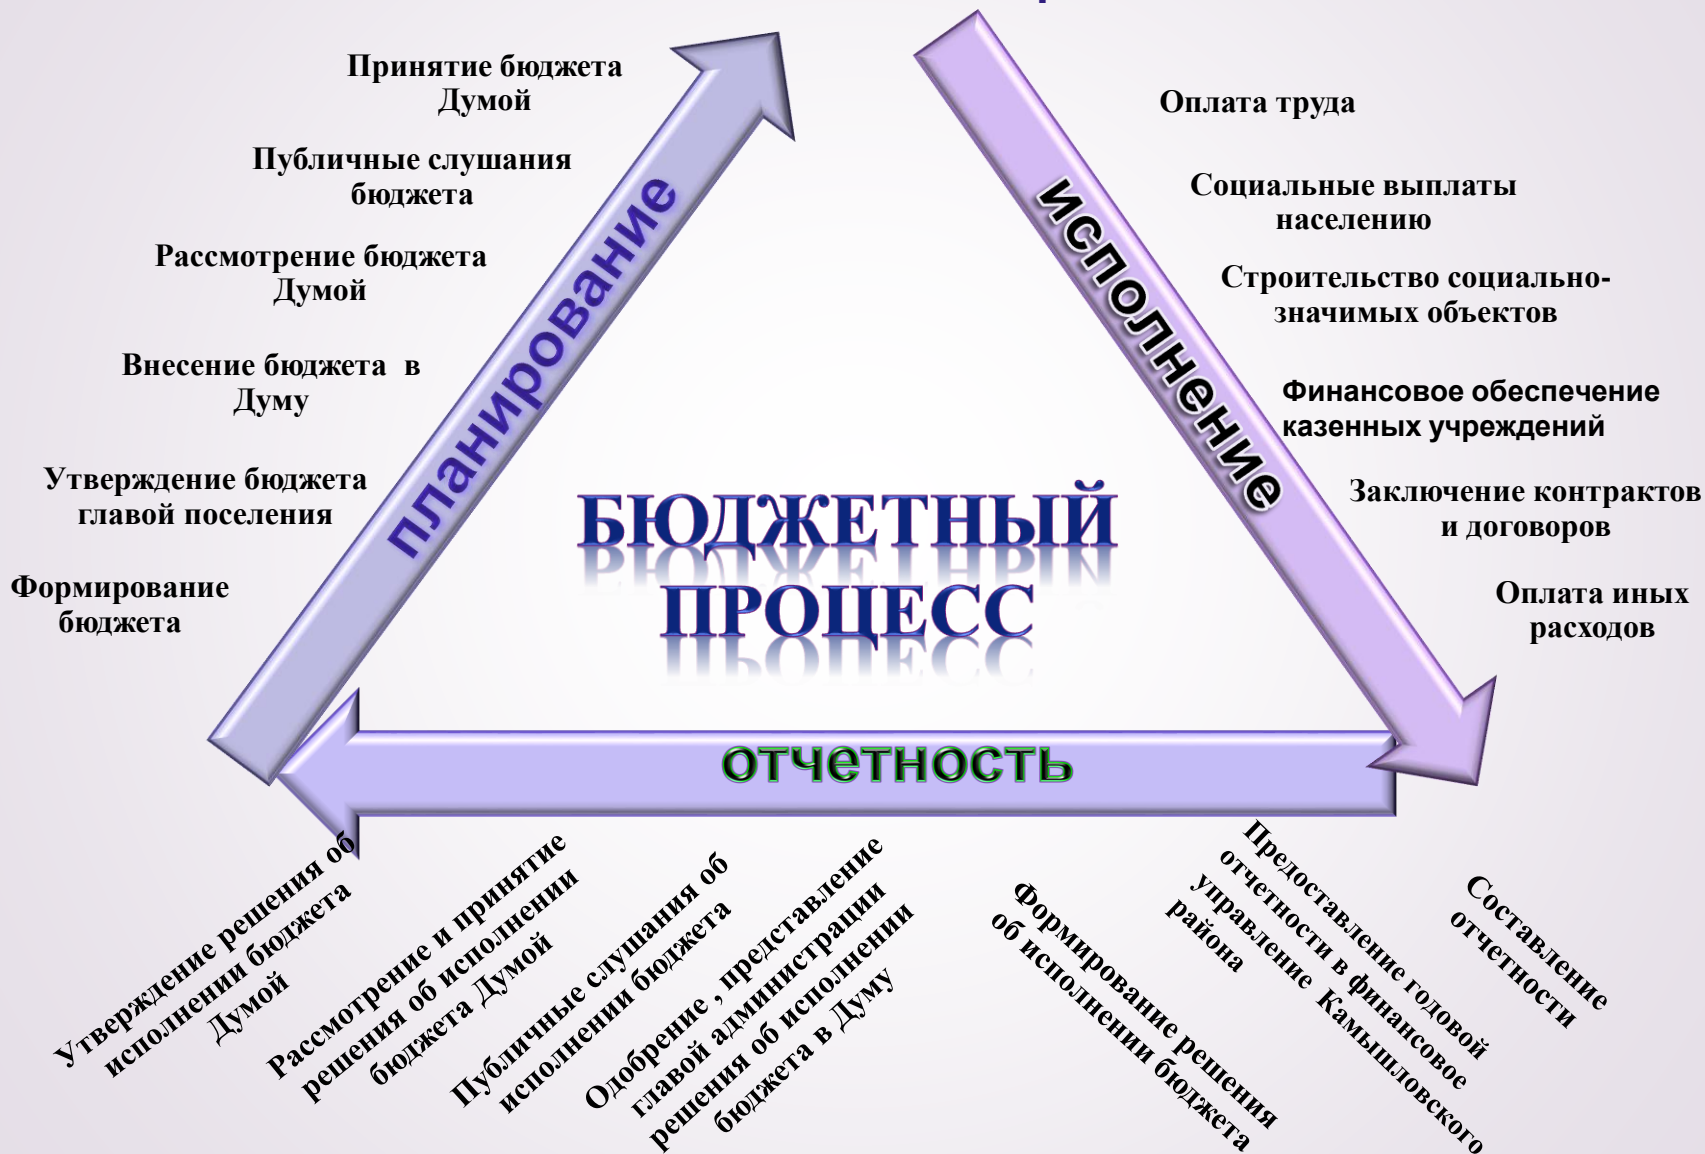 Принятие бюджета
Думой
Публичные слушания
бюджета
Рассмотрение бюджета
Думой
Внесение бюджета  в
Думу
Утверждение бюджета
главой поселения
Формирование
бюджета
планирование
исполнение
Оплата труда
Социальные выплаты
населению
Строительство социально-
значимых объектов
Финансовое обеспечение
казенных учреждений
Заключение контрактов
и договоров
Оплата иных
расходов
БЮДЖЕТНЫЙ
ПРОЦЕСС
отчетность
Утверждение решения об
исполнении бюджета
Думой
Рассмотрение и принятие
решения об исполнении
бюджета Думой
Публичные слушания об
исполнении бюджета
Одобрение , представление
главой администрации
решения об исполнении
бюджета в Думу
Формирование решения
об исполнении бюджета
Предоставление годовой
отчетности в финансовое
управление  Камышловского
района
Составление
отчетности